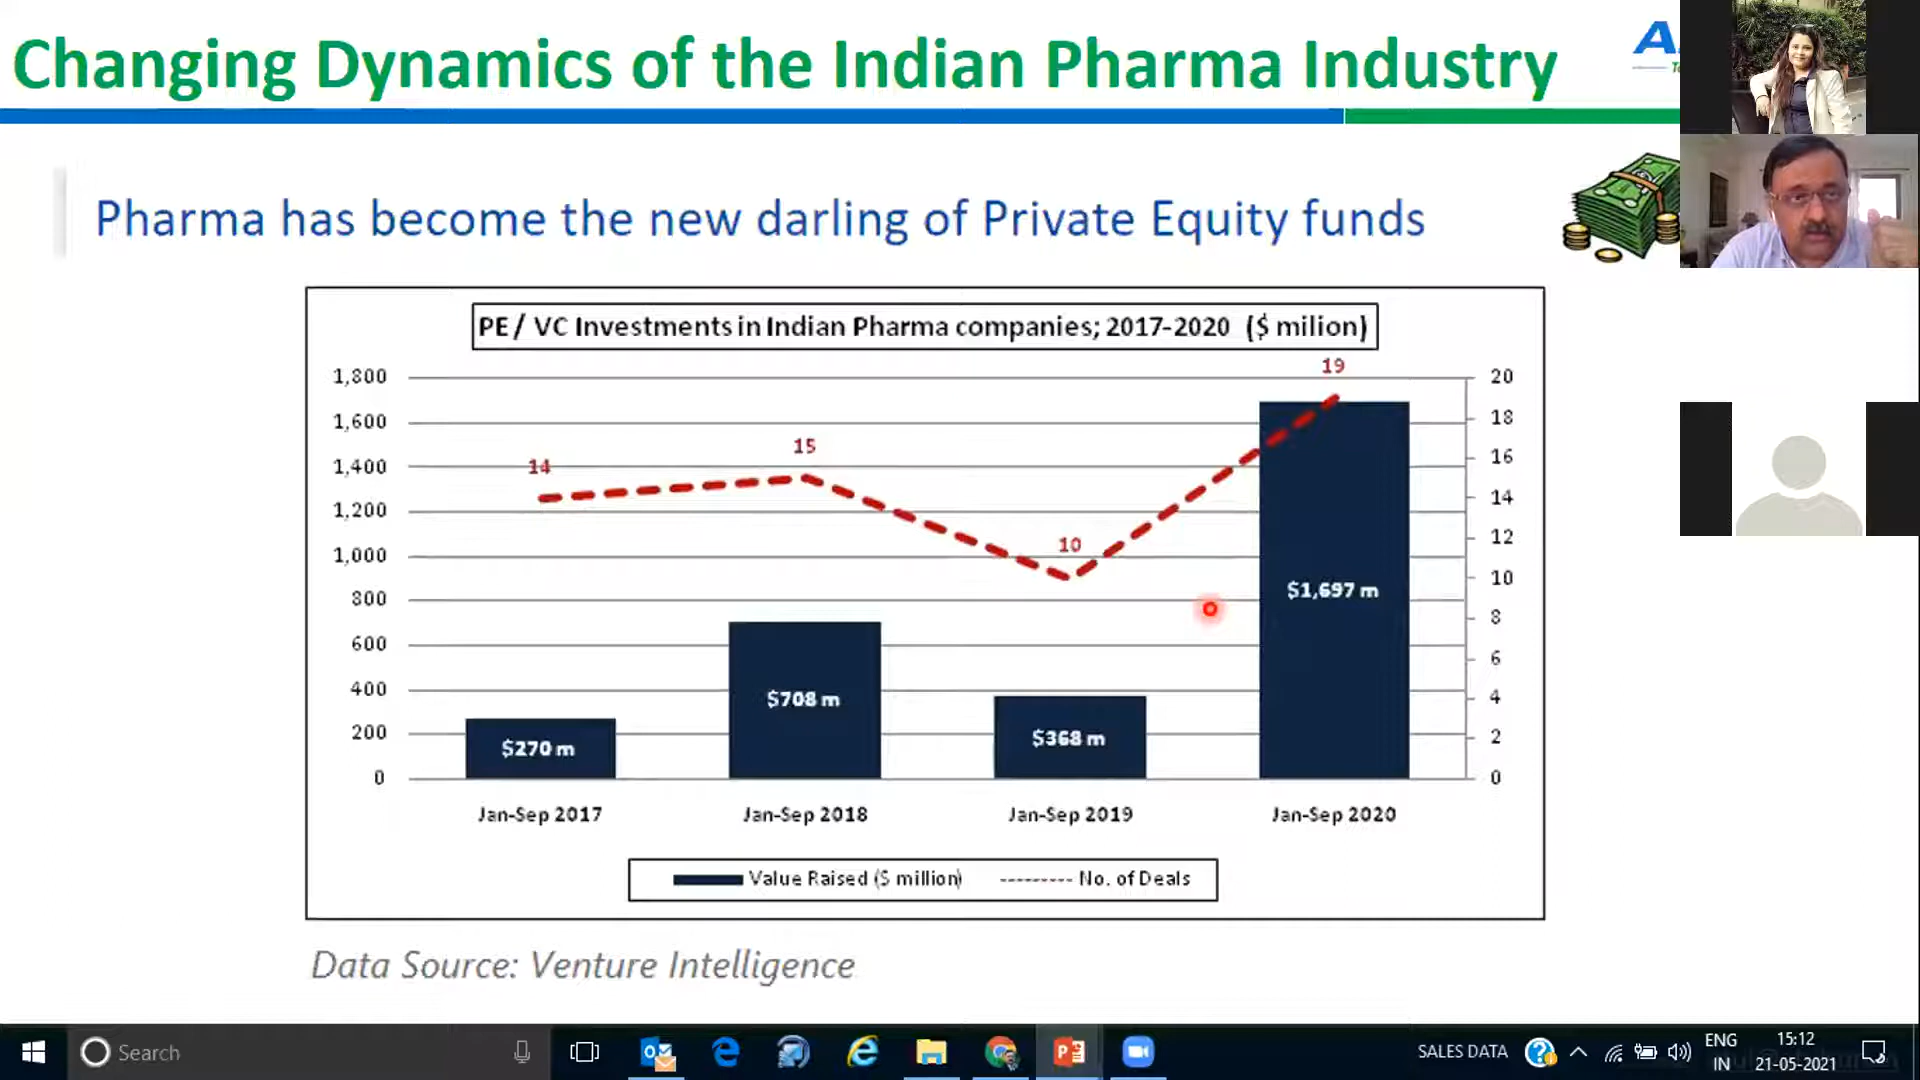 Changing Dynamics of the Indian Pharma Industry
Pharma has become the new darling of Private Equity funds
PE / VC Investments in Indian Pharma companies; 2017-2020 ($ milion)
1,800
1,600
1,400
1,200
1,000
800
600
400
200
0
20
18
16
14
12
10
8
6
4
2
0
14
15
10
19
$270 m
$708 m
$368 m
$1,697 m
Jan-Sep 2017
Jan-Sep 2018
Jan-Sep 2019
Jan-Sep 2020
Value Raised ($ million)
No. of Deals
Data Source: Venture Intelligence
Search
SALES DATA
ENG
IN
15:12
21-05-2021